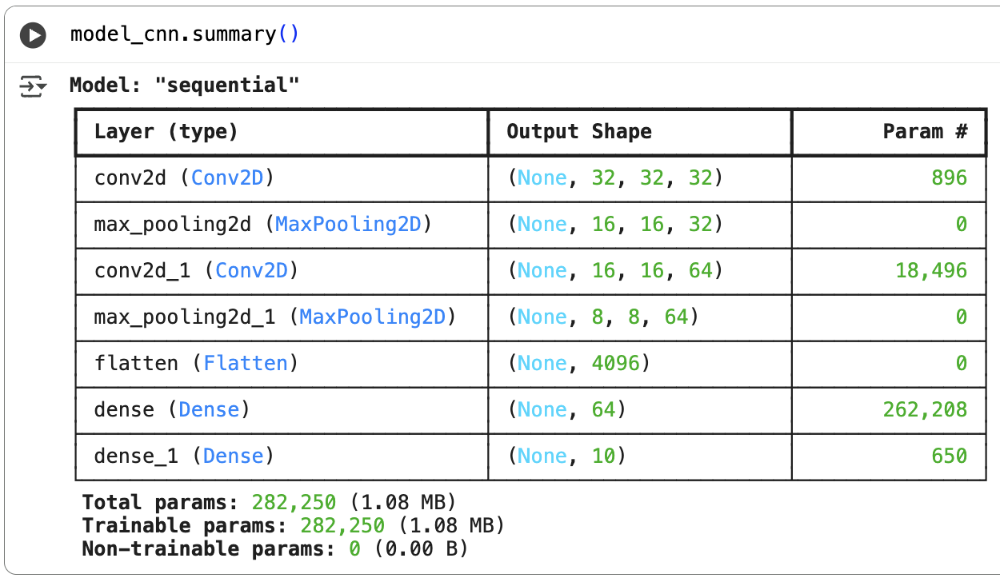 model_cnn.summary()
Model: "sequential"
Layer (type) Output Shape Param #
conv2d (Conv2D) (None, 32, 32, 32) 896
max_pooling2d (MaxPooling2D) (None, 16, 16, 32) 0
conv2d_1 (Conv2D) (None, 16, 16, 64) 18,496
max_pooling2d_1 (MaxPooling2D) (None, 8, 8, 64) 0
flatten (Flatten) (None, 4096) 0
dense (Dense) (None, 64) 262,208
dense_1 (Dense) (None, 10) 650
Total params: 282,250 (1.08 MB)
Trainable params: 282,250 (1.08 MB)
Non-trainable params: 0 (0.00 B)